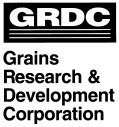 GRDC
Grains
Research &
Development
Corporation